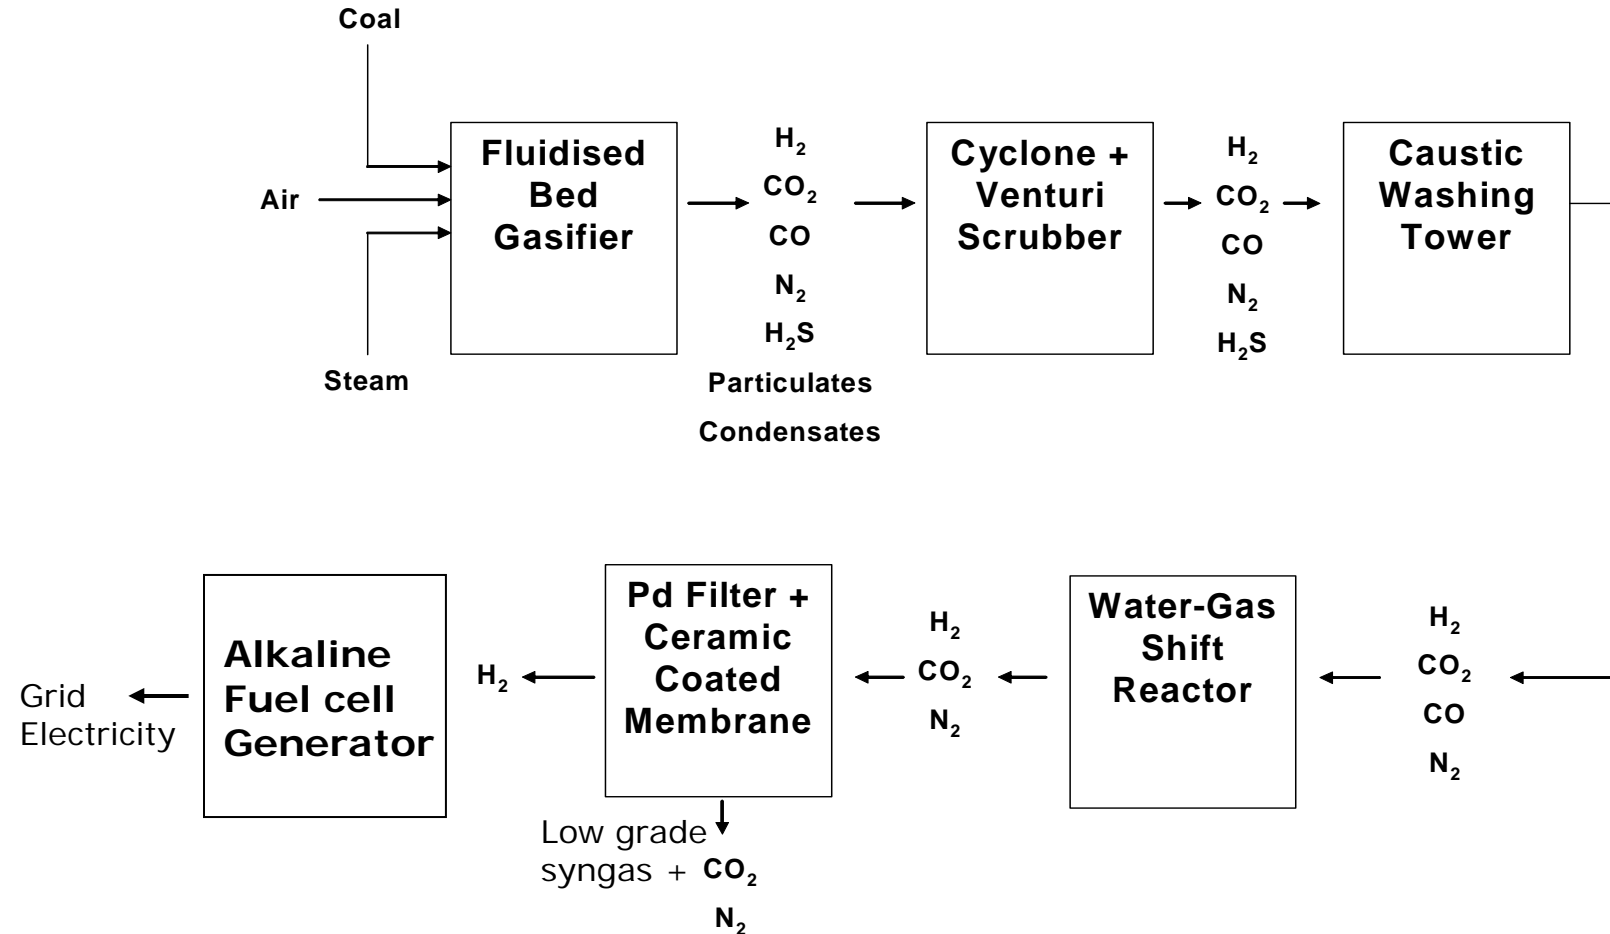 Coal
Air
Steam
Fluidised
Bed
Gasifier
H₂
CO₂
CO
N₂
H₂S
Particulates
Condensates
Cyclone +
Venturi
Scrubber
H₂
CO₂
CO
N₂
H₂S
Caustic
Washing
Tower
H₂
CO₂
CO
N₂
Water-Gas
Shift
Reactor
H₂
CO₂
N₂
Pd Filter +
Ceramic
Coated
Membrane
Low grade
syngas + CO₂
N₂
H₂
Alkaline
Fuel cell
Generator
Grid
Electricity